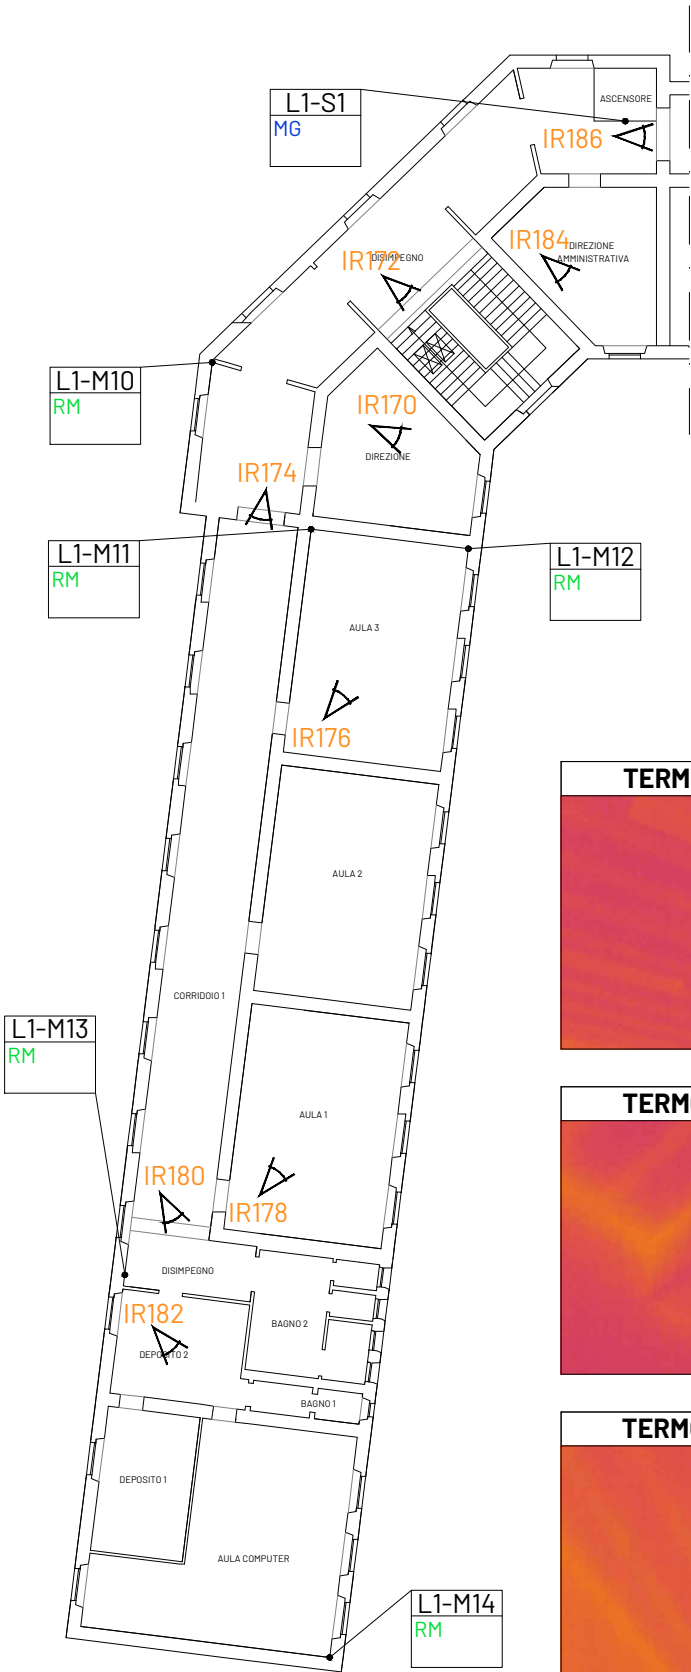 L1-S1
MG
ASCENSORE
IR186
IR184
DIREZIONE
AMMINISTRATIVA
IR172
DISIMPEGNO
L1-M10
RM
IR170
DIREZIONE
IR174
L1-M11
RM
L1-M12
RM
AULA 3
IR176
TERM
AULA 2
CORRIDOIO 1
L1-M13
RM
TERM
AULA 1
IR180
IR178
DISIMPEGNO
IR182
BAGNO 2
DEPOSITO 2
BAGNO 1
TERM
DEPOSITO 1
AULA COMPUTER
L1-M14
RM